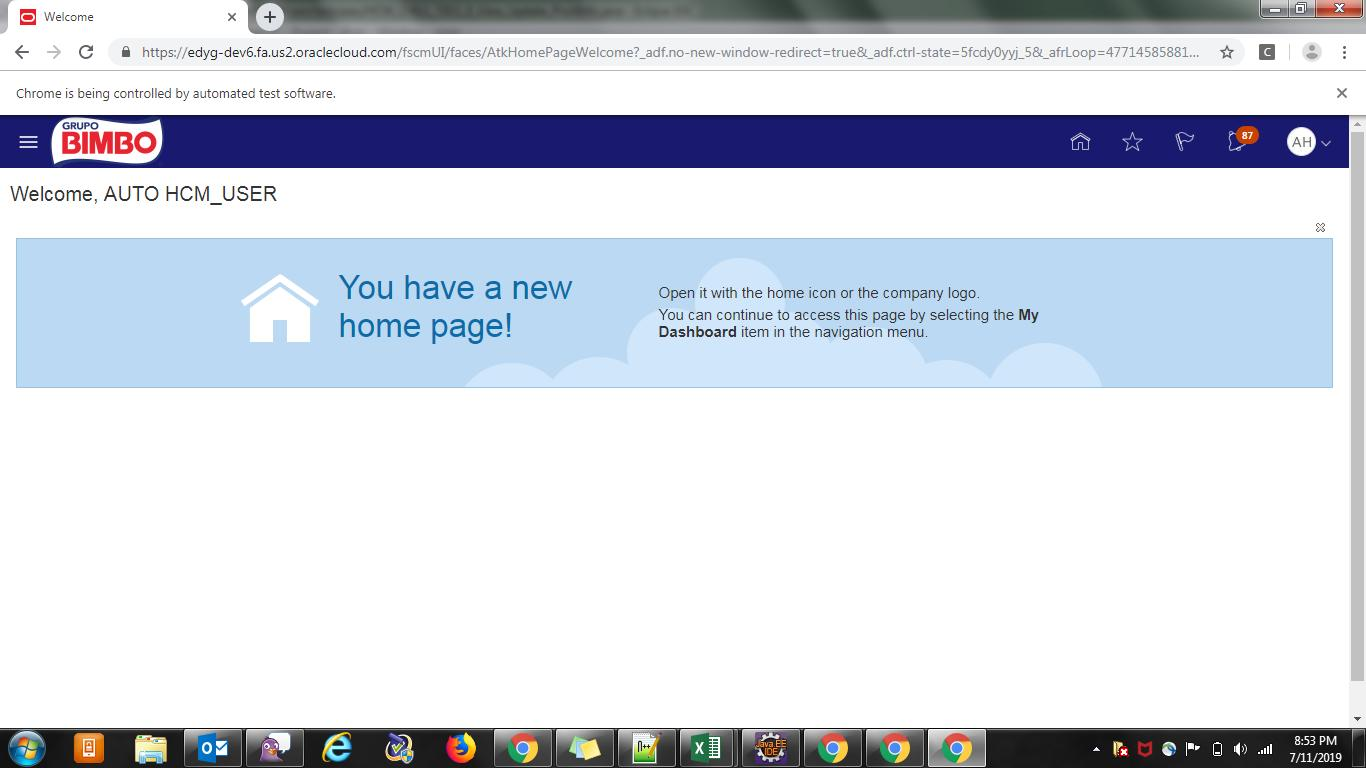 Welcome
https://edyg-dev6.fa.us2.oraclecloud.com/fscmUI/faces/AtkHomePageWelcome?_adf.no-new-window-redirect=true&_adf.ctrl-state=5fcdy0yyj_5&_afrLoop=47714585881...
C
Chrome is being controlled by automated test software.
GRUPO
BIMBO
87
AH
Welcome, AUTO HCM_USER
You have a new
home page!
Open it with the home icon or the company logo.
You can continue to access this page by selecting the My
Dashboard item in the navigation menu.
Java EE
IDE
8:53 PM
7/11/2019